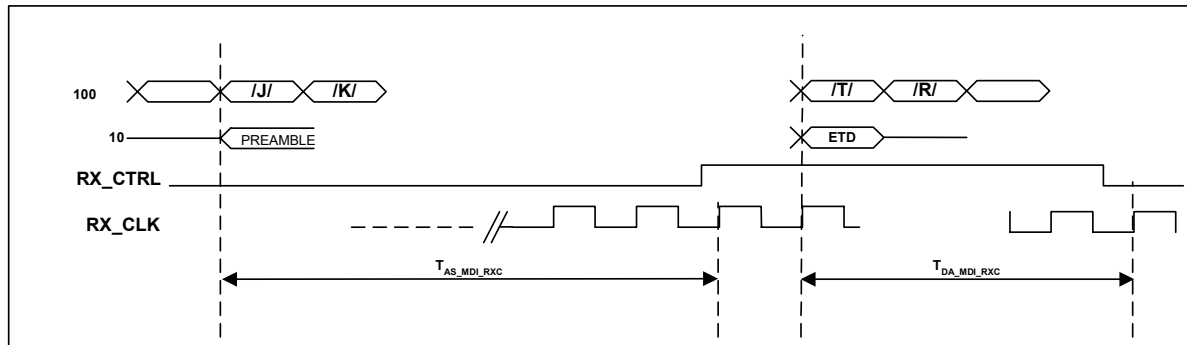 100 /J/ /K/ /T/ /R/
10 PREAMBLE ETD
RX_CTRL
RX_CLK
TAS_MDI_RXC TDA_MDI_RXC